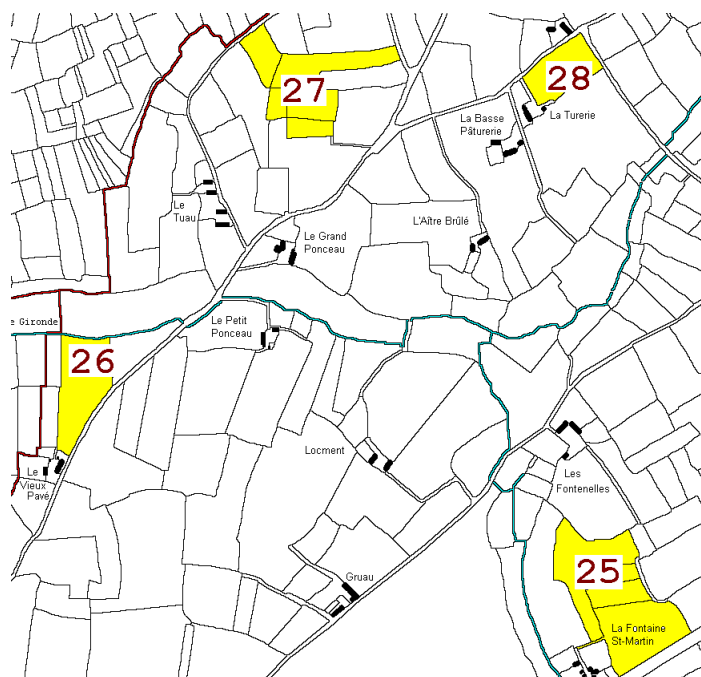 27
28
La Basse
Pâturerie
La Turerie
Le
Tuau
L'Aître Brûlé
Le Grand
Ponceau
e Gironde
Le Petit
Ponceau
26
Locment
Le
Vieux
Pavé
Les
Fontenelles
25
Gruau
La Fontaine
St-Martin